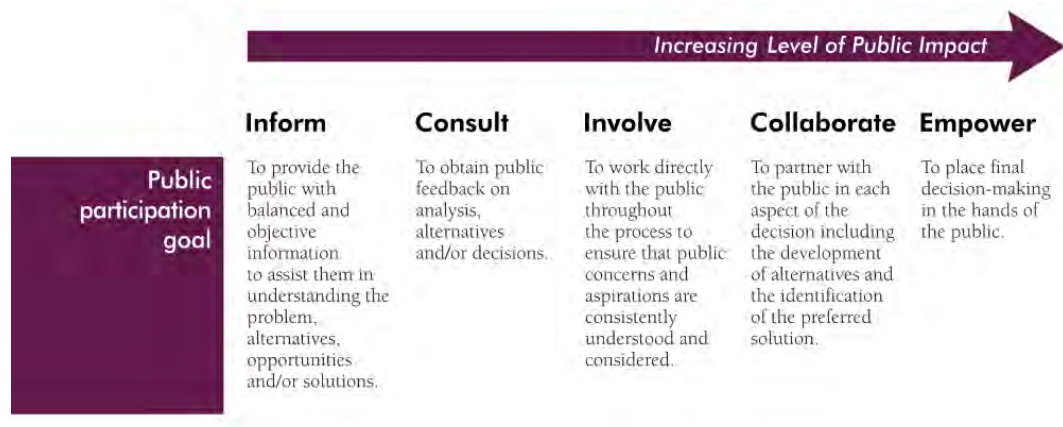 Increasing Level of Public Impact
Inform
Consult
Involve
Collaborate
Empower
Public
participation
goal
To provide the
public with
balanced and
objective
information
to assist them in
understanding the
problem,
alternatives,
opportunities
and/or solutions.
To obtain public
feedback on
analysis,
alternatives
and/or decisions.
To work directly
with the public
throughout
the process to
ensure that public
concerns and
aspirations are
consistently
understood and
considered.
To partner with
the public in each
aspect of the
decision including
the development
of alternatives and
the identification
of the preferred
solution.
To place final
decision-making
in the hands of
the public.